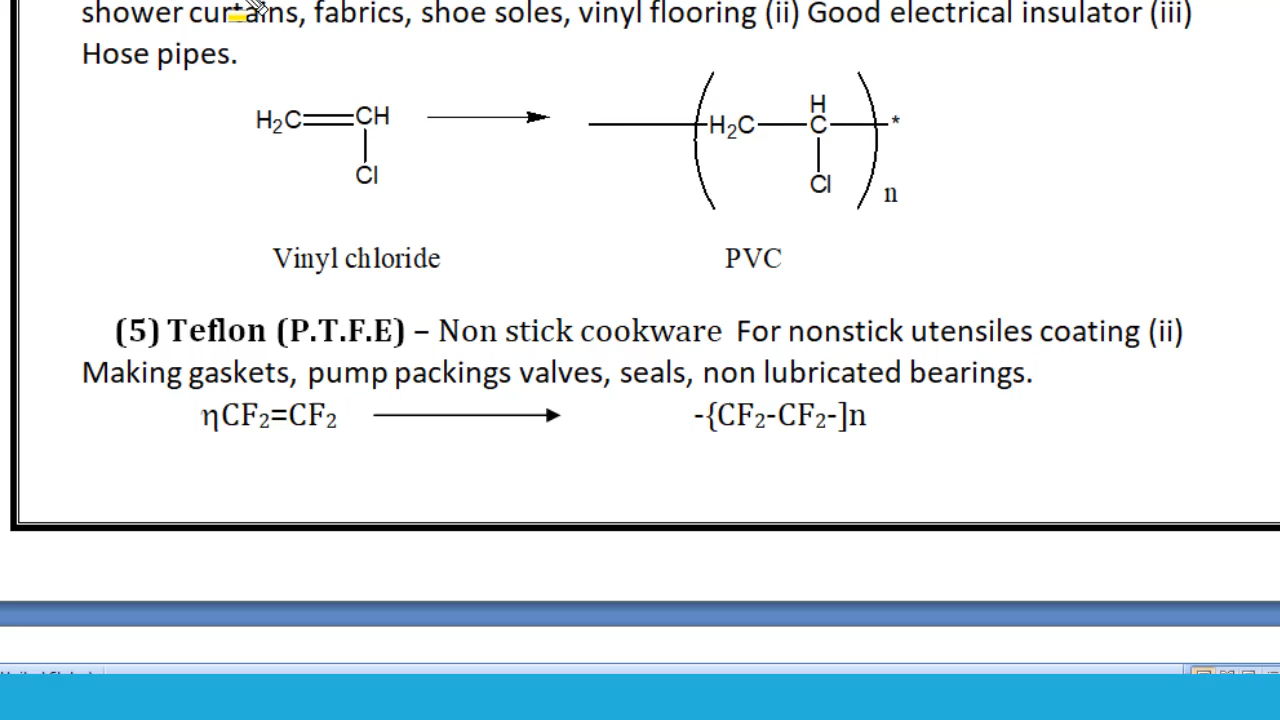 shower curtains, fabrics, shoe soles, vinyl flooring (ii) Good electrical insulator (iii)
Hose pipes.
H₂C=CH
Cl
H
H₂C—C—*
Cl
n
Vinyl chloride PVC
(5) Teflon (P.T.F.E) – Non stick cookware For nonstick utensiles coating (ii)
Making gaskets, pump packings valves, seals, non lubricated bearings.
ηCF₂=CF₂ -{CF₂-CF₂-]n